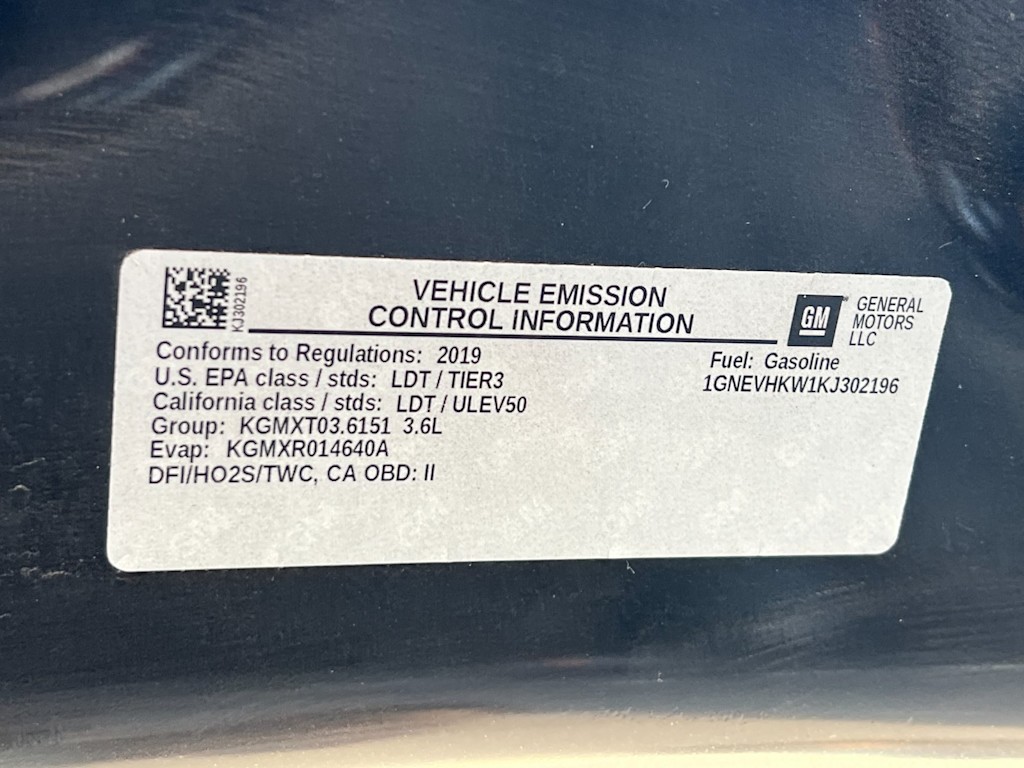 KJ302196
VEHICLE EMISSION
CONTROL INFORMATION
GM
GENERAL
MOTORS
LLC
Conforms to Regulations: 2019
U.S. EPA class / stds: LDT / TIER3
California class / stds: LDT / ULEV50
Group: KGMXT03.6151 3.6L
Evap: KGMXR014640A
DFI/HO2S/TWC, CA OBD: II
Fuel: Gasoline
1GNEVHKW1KJ302196